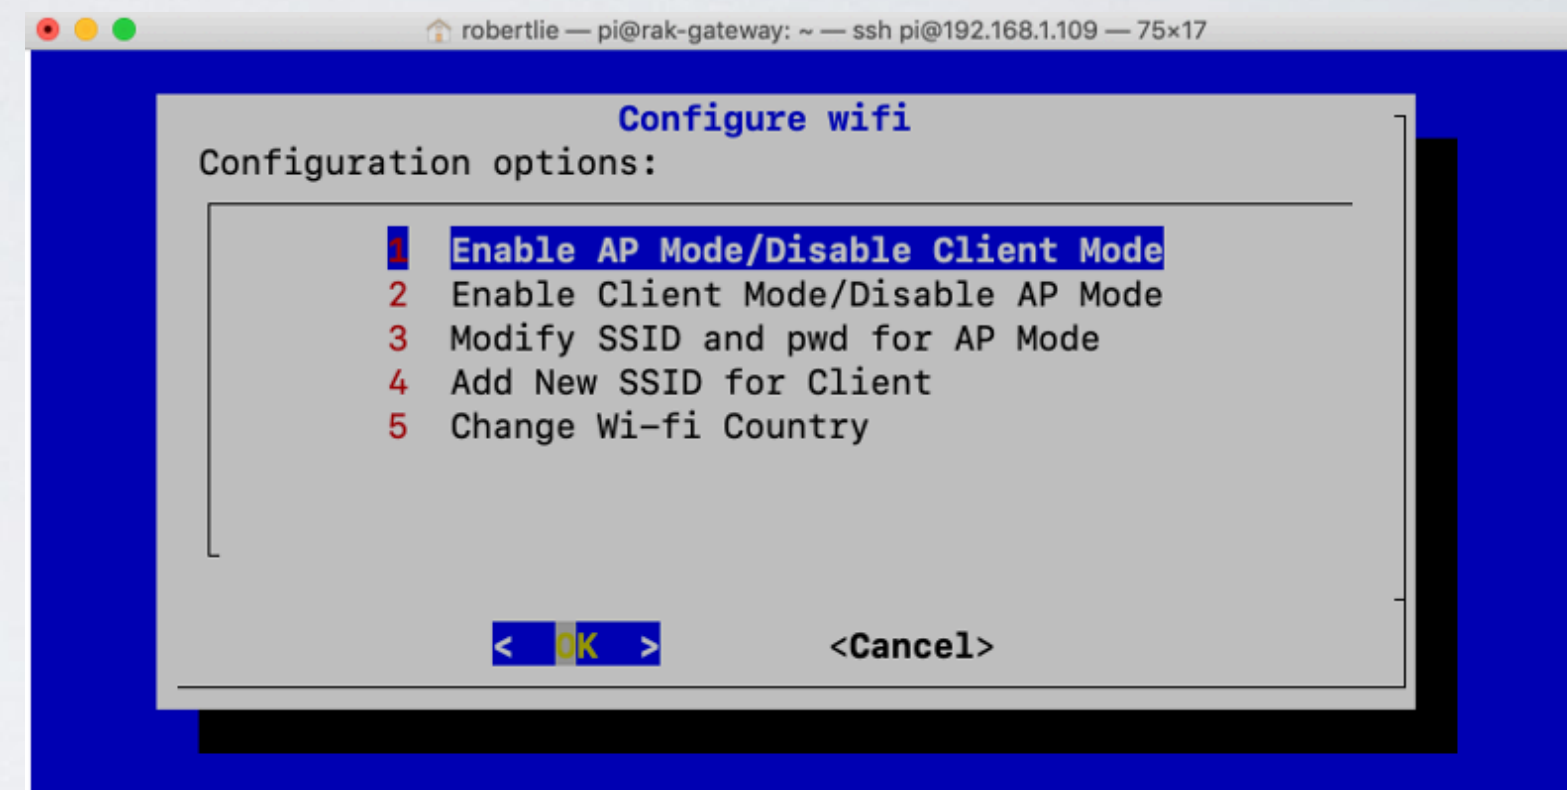 robertlie — pi@rak-gateway: ~ — ssh pi@192.168.1.109 — 75×17
Configure wifi
Configuration options:
1 Enable AP Mode/Disable Client Mode
2 Enable Client Mode/Disable AP Mode
3 Modify SSID and pwd for AP Mode
4 Add New SSID for Client
5 Change Wi-fi Country
< OK > <Cancel>